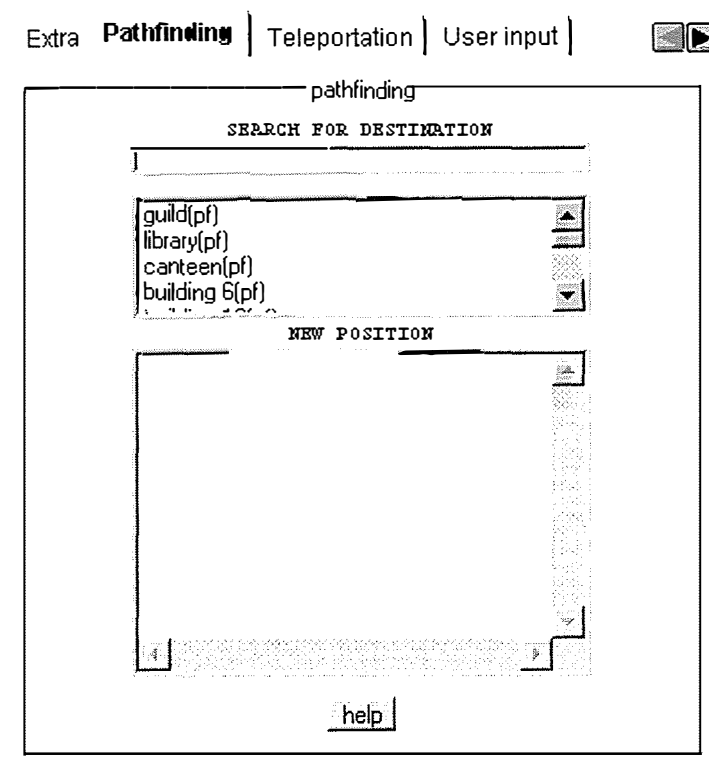 Extra Pathfinding Teleportation User input
pathfinding
SEARCH FOR DESTINATION
guild(pf)
library(pf)
canteen(pf)
building 6(pf)
NEW POSITION
help